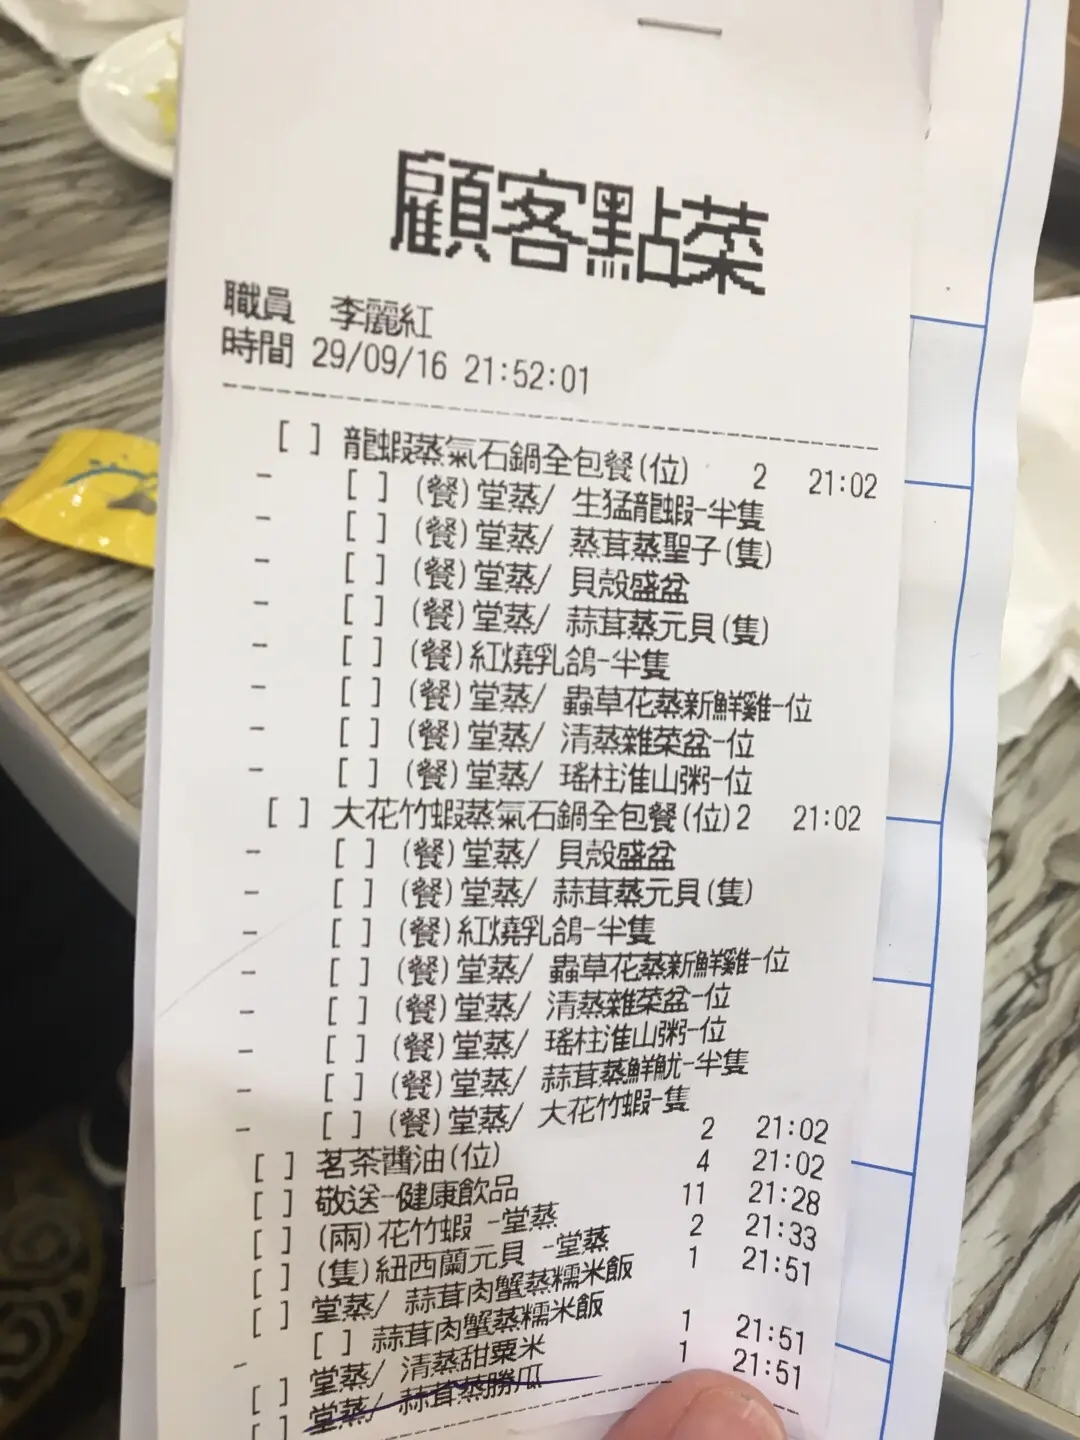 顧客點菜
職員 李麗紅
時間 29/09/16 21:52:01
[ ] 龍蝦蒸氣石鍋全包餐(位) 2 21:02
- [ ] (餐)堂蒸/ 生猛龍蝦-半隻
- [ ] (餐)堂蒸/ 蒸茸蒸聖子(隻)
- [ ] (餐)堂蒸/ 貝殼盛盆
- [ ] (餐)堂蒸/ 蒜茸蒸元貝(隻)
- [ ] (餐)紅燒乳鴿-半隻
- [ ] (餐)堂蒸/ 蟲草花蒸新鮮雞-位
- [ ] (餐)堂蒸/ 清蒸雜菜盆-位
- [ ] (餐)堂蒸/ 瑤柱淮山粥-位
[ ] 大花竹蝦蒸氣石鍋全包餐(位)2 21:02
- [ ] (餐)堂蒸/ 貝殼盛盆
- [ ] (餐)堂蒸/ 蒜茸蒸元貝(隻)
- [ ] (餐)紅燒乳鴿-半隻
- [ ] (餐)堂蒸/ 蟲草花蒸新鮮雞-位
- [ ] (餐)堂蒸/ 清蒸雜菜盆-位
- [ ] (餐)堂蒸/ 瑤柱淮山粥-位
- [ ] (餐)堂蒸/ 蒜茸蒸鮮魷-半隻
- [ ] (餐)堂蒸/ 大花竹蝦-隻
[ ] 茗茶醬油(位) 2 21:02
[ ] 敬送-健康飲品 4 21:02
[ ] (兩)花竹蝦 -堂蒸 11 21:28
[ ] (隻)紐西蘭元貝 -堂蒸 2 21:33
[ ] 堂蒸/ 蒜茸肉蟹蒸糯米飯 1 21:51
- [ ] 蒜茸肉蟹蒸糯米飯
[ ] 堂蒸/ 清蒸甜粟米 1 21:51
[ ] 堂蒸/ 蒜茸蒸勝瓜 1 21:51